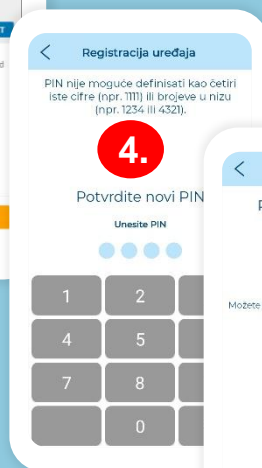 Registracija uređaja
PIN nije moguće definisati kao četiri
iste cifre (npr. 1111) ili brojeve u nizu
(npr. 1234 ili 4321).
4.
Potvrdite novi PIN
Unesite PIN
1 2
4 5
7 8
0
Možete